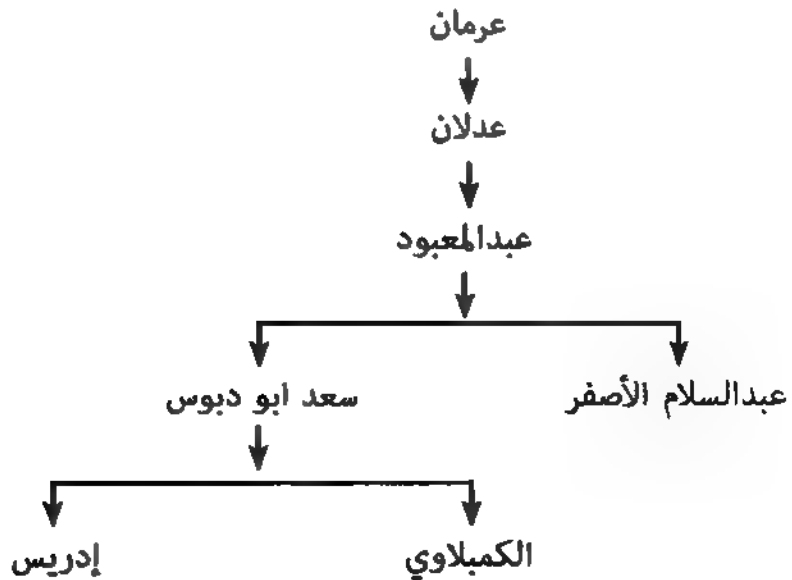 عرمان
عدلان
عبدالمعبود
عبدالسلام الأصفر
سعد ابو دبوس
الكمبلاوي
إدريس